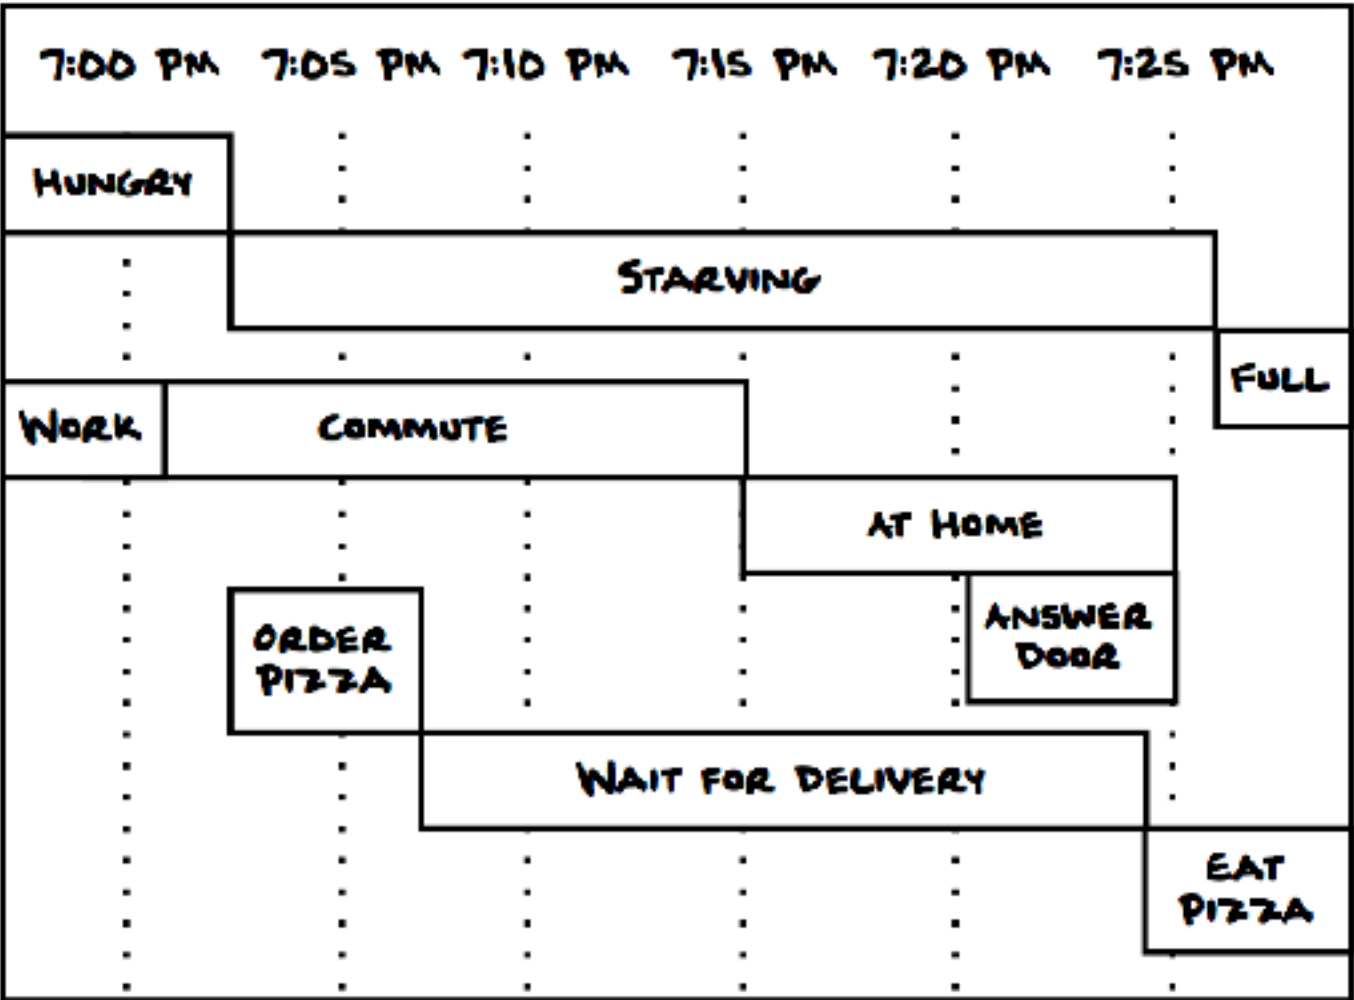 7:00 PM 7:05 PM 7:10 PM 7:15 PM 7:20 PM 7:25 PM
HUNGRY
STARVING
FULL
WORK COMMUTE
AT HOME
ANSWER
DOOR
ORDER
PIZZA
WAIT FOR DELIVERY
EAT
PIZZA